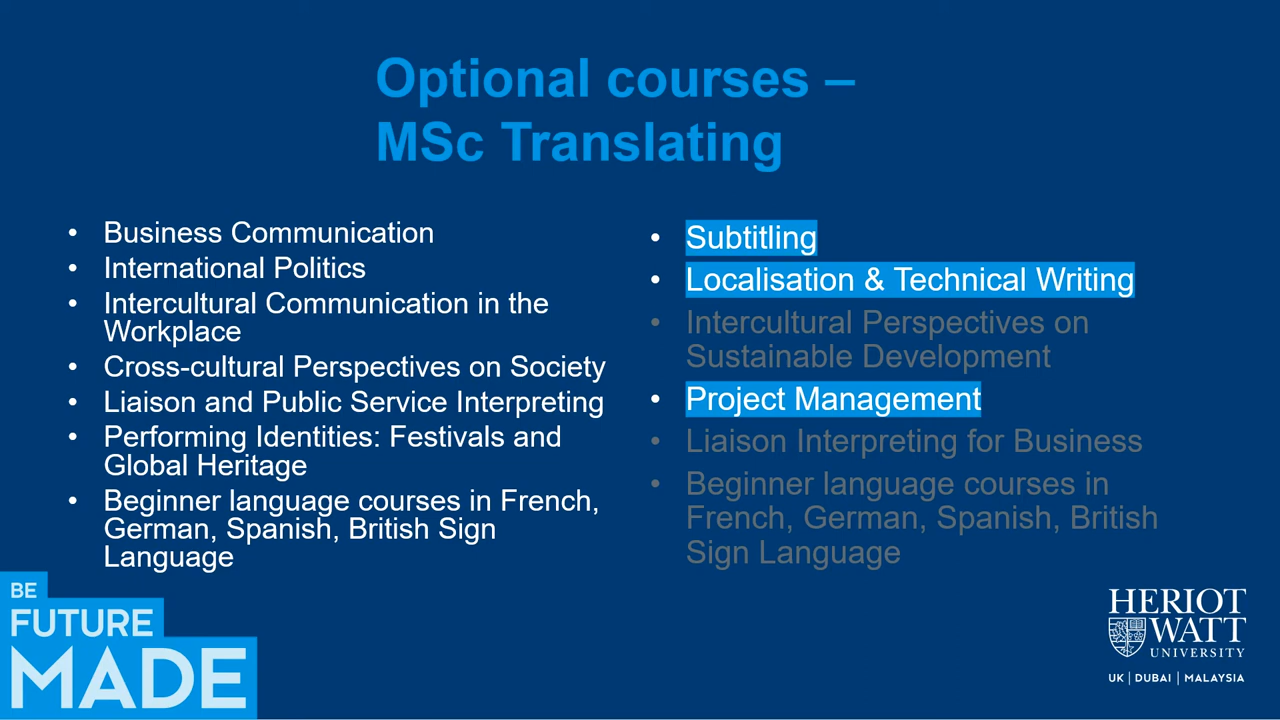 Optional courses –
MSc Translating
• Business Communication
• International Politics
• Intercultural Communication in the
Workplace
• Cross-cultural Perspectives on Society
• Liaison and Public Service Interpreting
• Performing Identities: Festivals and
Global Heritage
• Beginner language courses in French,
German, Spanish, British Sign
Language
• Subtitling
• Localisation & Technical Writing
• Intercultural Perspectives on
Sustainable Development
• Project Management
• Liaison Interpreting for Business
• Beginner language courses in
French, German, Spanish, British
Sign Language
BE
FUTURE
MADE
HERIOT
WATT
UNIVERSITY
UK | DUBAI | MALAYSIA